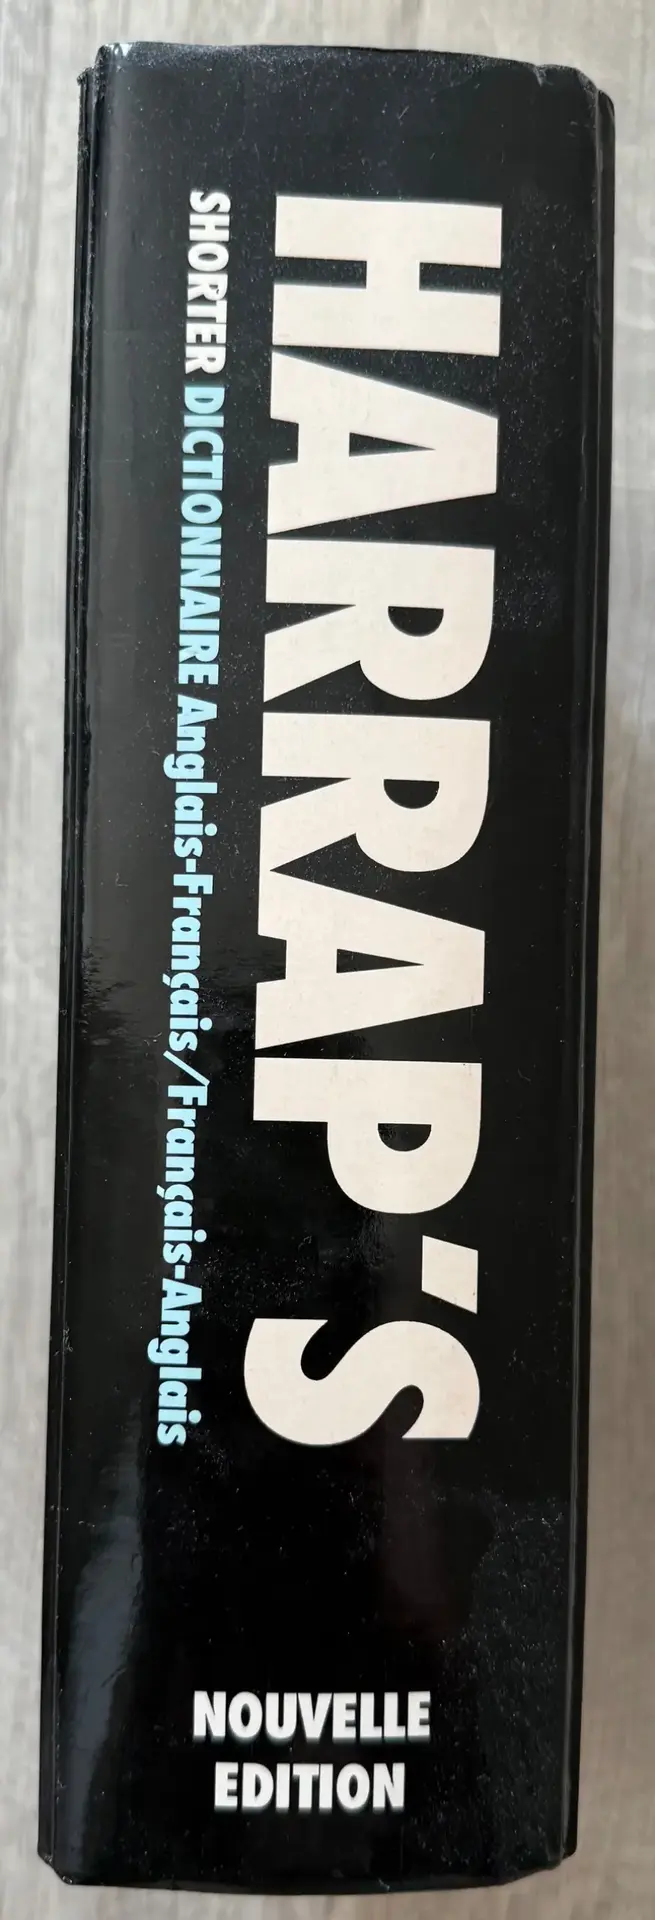 HARRAP'S
SHORTER DICTIONNAIRE Anglais-Français/Français-Anglais
NOUVELLE
EDITION